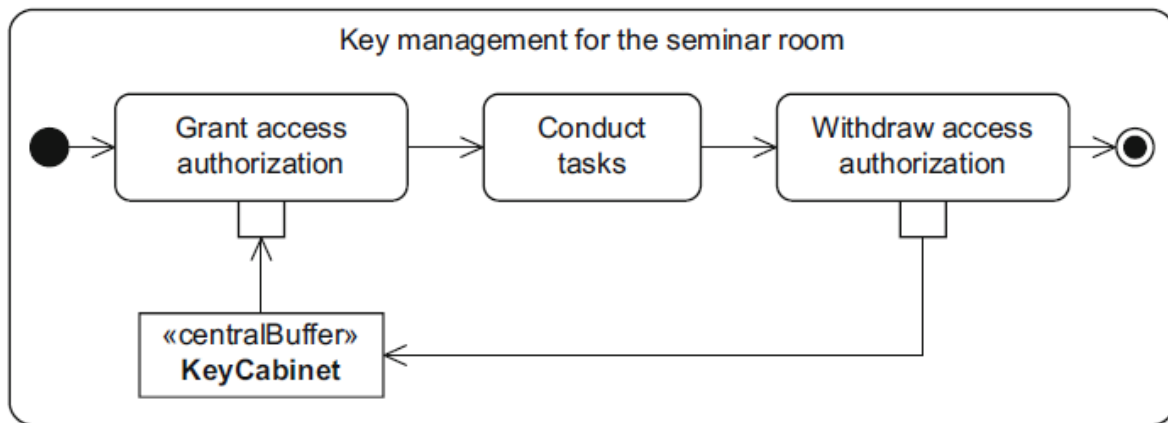 Key management for the seminar room
Grant access
authorization
Conduct
tasks
Withdraw access
authorization
«centralBuffer»
KeyCabinet